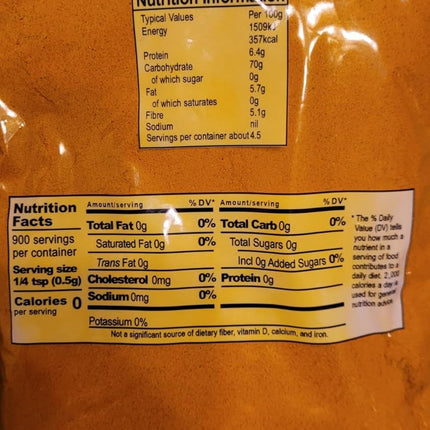 Nutrition Information
Typical Values Per 100g
Energy 1509kj
357kcal
Protein 6.4g
Carbohydrate 70g
of which sugar 0g
Fat 5.7g
of which saturates 0g
Fibre 5.1g
Sodium nil
Servings per container about 4.5
Nutrition
Facts
900 servings
per container
Serving size
1/4 tsp (0.5g)
Calories 0
per serving
Amount/serving % DV*
Total Fat 0g 0%
Saturated Fat 0g 0%
Trans Fat 0g
Cholesterol 0mg 0%
Sodium 0mg 0%
Amount/serving % DV*
Total Carb 0g 0%
Total Sugars 0g
Incl 0g Added Sugars 0%
Protein 0g
Potassium 0%
Not a significant source of dietary fiber, vitamin D, calcium, and iron.
* The % Daily
Value (DV) tells
you how much a
nutrient in a
serving of food
contributes to a
daily diet. 2,000
calories a day is
used for general
nutrition advice.